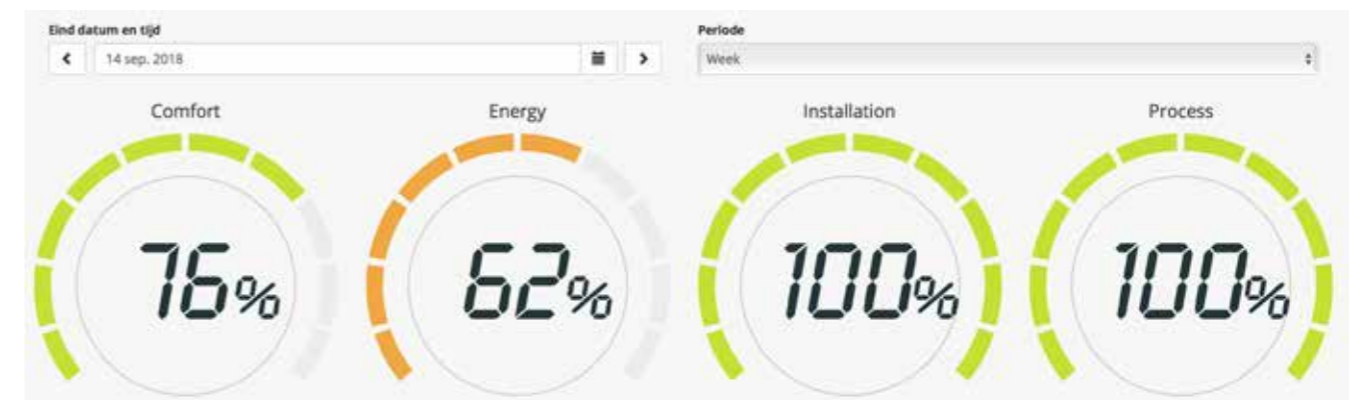 Eind datum en tijd
Periode
14 sep. 2018
Week
Comfort
Energy
Installation
Process
76%
62%
100%
100%